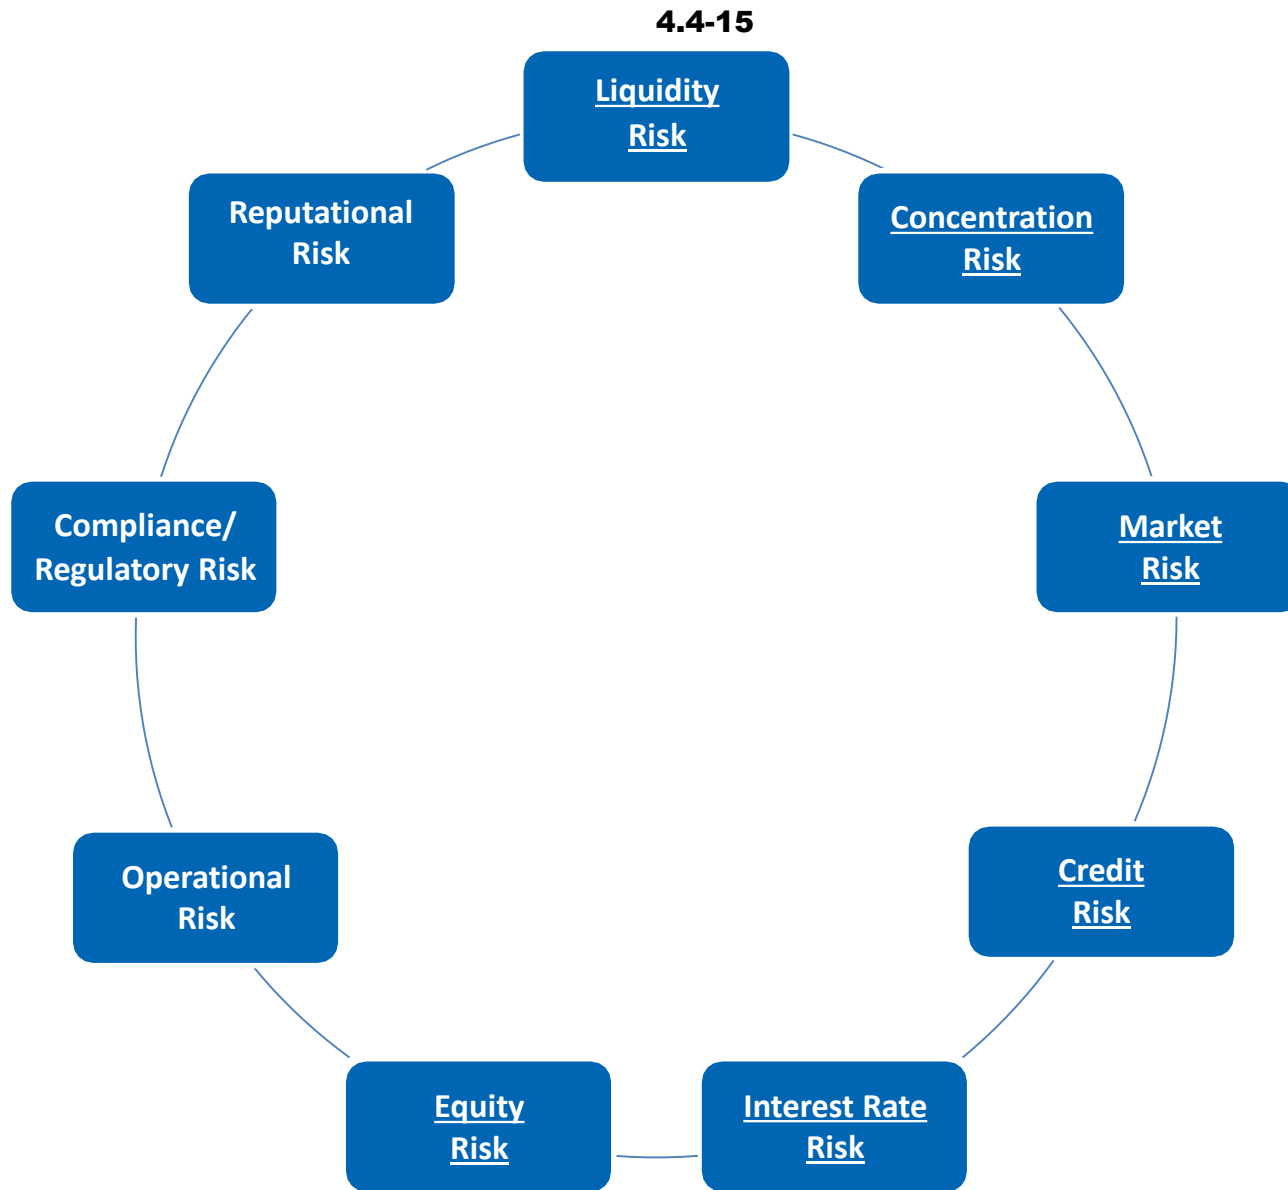 4.4-15
Liquidity
Risk
Concentration
Risk
Market
Risk
Credit
Risk
Interest Rate
Risk
Equity
Risk
Operational
Risk
Compliance/
Regulatory Risk
Reputational
Risk